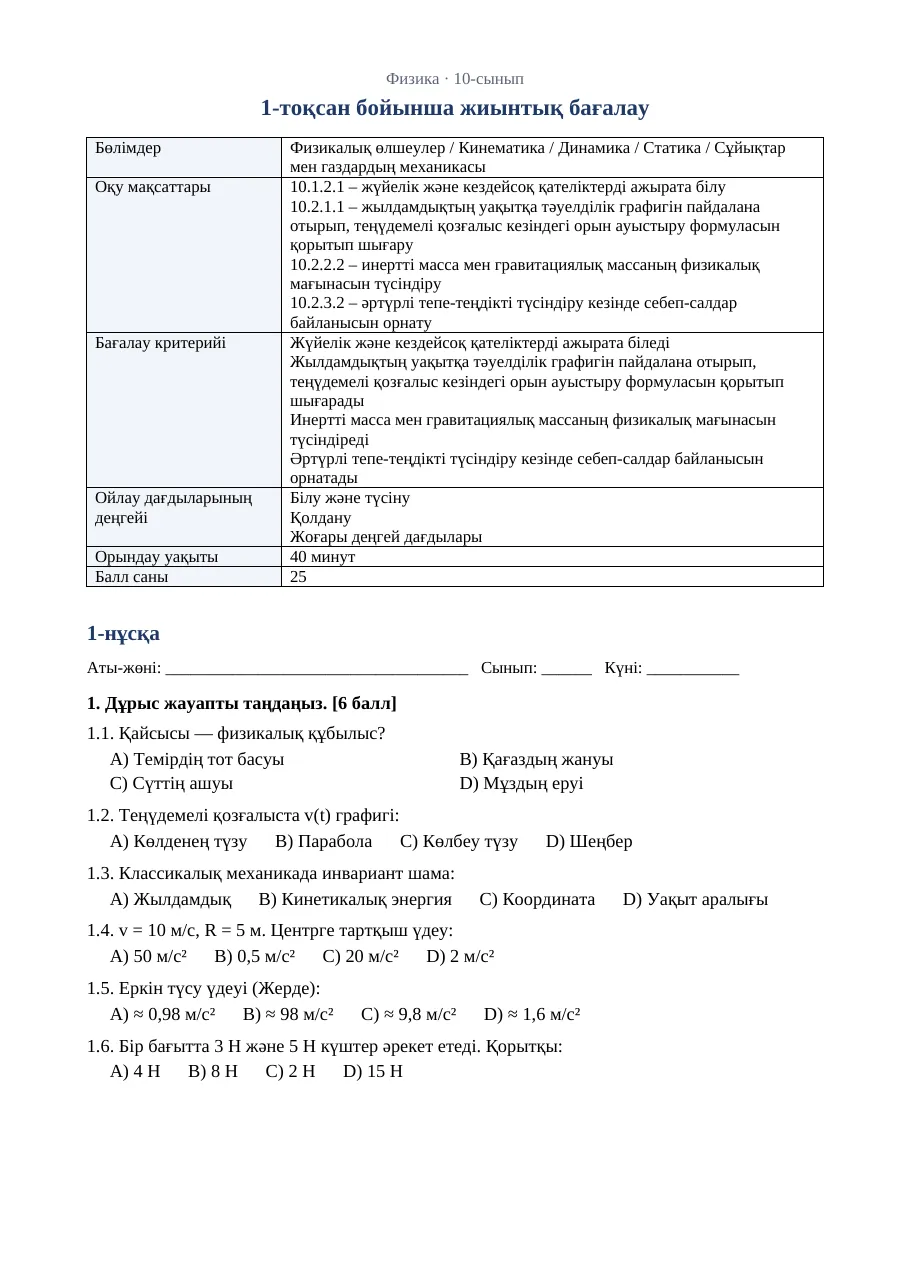 Физика · 10-сынып
1-тоқсан бойынша жиынтық бағалау
Бөлімдер
Физикалық өлшеулер / Кинематика / Динамика / Статика / Сұйықтар
мен газдардың механикасы
Оқу мақсаттары
10.1.2.1 – жүйелік және кездейсоқ қателіктерді ажырата білу
10.2.1.1 – жылдамдықтың уақытқа тәуелділік графигін пайдалана
отырып, теңүдемелі қозғалыс кезіндегі орын ауыстыру формуласын
қорытып шығару
10.2.2.2 – инертті масса мен гравитациялық массаның физикалық
мағынасын түсіндіру
10.2.3.2 – әртүрлі тепе-теңдікті түсіндіру кезінде себеп-салдар
байланысын орнату
Бағалау критерийі
Жүйелік және кездейсоқ қателіктерді ажырата біледі
Жылдамдықтың уақытқа тәуелділік графигін пайдалана отырып,
теңүдемелі қозғалыс кезіндегі орын ауыстыру формуласын қорытып
шығарады
Инертті масса мен гравитациялық массаның физикалық мағынасын
түсіндіреді
Әртүрлі тепе-теңдікті түсіндіру кезінде себеп-салдар байланысын
орнатады
Ойлау дағдыларының
деңгейі
Білу және түсіну
Қолдану
Жоғары деңгей дағдылары
Орындау уақыты
40 минут
Балл саны
25
1-нұсқа
Аты-жөні: ____________________________________ Сынып: ______ Күні: ___________
1. Дұрыс жауапты таңдаңыз. [6 балл]
1.1. Қайсысы — физикалық құбылыс?
A) Темірдің тот басуы B) Қағаздың жануы
C) Сүттің ашуы D) Мұздың еруі
1.2. Теңүдемелі қозғалыста v(t) графигі:
A) Көлденең түзу B) Парабола C) Көлбеу түзу D) Шеңбер
1.3. Классикалық механикада инвариант шама:
A) Жылдамдық B) Кинетикалық энергия C) Координата D) Уақыт аралығы
1.4. v = 10 м/с, R = 5 м. Центрге тартқыш үдеу:
A) 50 м/с² B) 0,5 м/с² C) 20 м/с² D) 2 м/с²
1.5. Еркін түсу үдеуі (Жерде):
A) ≈ 0,98 м/с² B) ≈ 98 м/с² C) ≈ 9,8 м/с² D) ≈ 1,6 м/с²
1.6. Бір бағытта 3 Н және 5 Н күштер әрекет етеді. Қорытқы:
A) 4 Н B) 8 Н C) 2 Н D) 15 Н